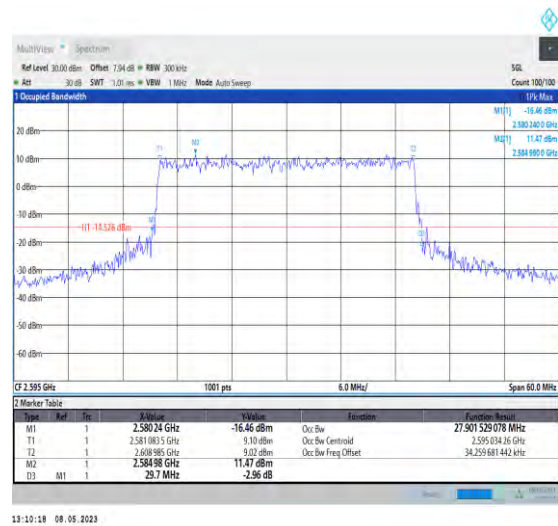 MultiView Spectrum
Ref Level 30.00 dBm Offset 7.94 dB RBW 300 kHz SGL
Att 30 dB SWT 1.01 ms VBW 1 MHz Mode Auto Sweep Count 100/100
1 Occupied Bandwidth 1Pk Max
M1[1] -16.46 dBm
2.580 240 0 GHz
20 dBm
M2[1] 11.47 dBm
2.584 980 0 GHz
T1 M2 T2
10 dBm
0 dBm
-10 dBm
H1 -14.526 dBm
M1
-20 dBm
D3
-30 dBm
-40 dBm
-50 dBm
-60 dBm
CF 2.595 GHz 1001 pts 6.0 MHz/ Span 60.0 MHz
2 Marker Table
Type Ref Trc X-Value Y-Value Function Function Result
M1 1 2.580 24 GHz -16.46 dBm Occ Bw 27.901 529 078 MHz
T1 1 2.581 083 5 GHz 9.10 dBm Occ Bw Centroid 2.595 034 26 GHz
T2 1 2.608 985 GHz 9.02 dBm Occ Bw Freq Offset 34.259 681 442 kHz
M2 1 2.584 98 GHz 11.47 dBm
D3 M1 1 29.7 MHz -2.96 dB
13:10:18 08.05.2023